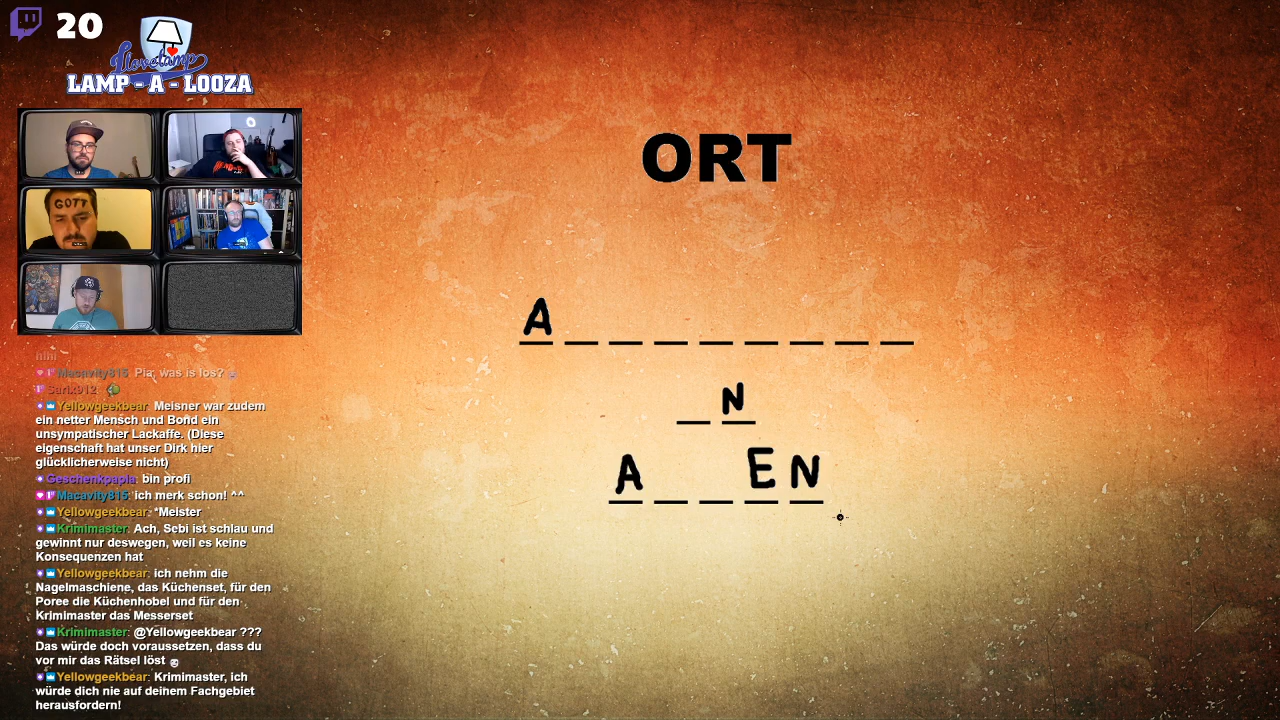 20
Ilovelamp
LAMP - A - LOOZA
GOTT
ORT
A _ _ _ _ _ _ _ _
_ N
A _ _ E N
Macavity815 Pia, was is los?
Sarix912
Yellowgeekbear: Meisner war zudem
ein netter Mensch und Bond ein
unsympatischer Lackaffe. (Diese
eigenschaft hat unser Dirk hier
glücklicherweise nicht)
Geschenkpapia: bin profi
Macavity815: ich merk schon! ^^
Yellowgeekbear: *Meister
Krimimaster: Ach, Sebi ist schlau und
gewinnt nur deswegen, weil es keine
Konsequenzen hat
Yellowgeekbear: ich nehm die
Nagelmaschiene, das Küchenset, für den
Poree die Küchenhobel und für den
Krimimaster das Messerset
Krimimaster: @Yellowgeekbear ???
Das würde doch voraussetzen, dass du
vor mir das Rätsel löst
Yellowgeekbear: Krimimaster, ich
würde dich nie auf deinem Fachgebiet
herausfordern!